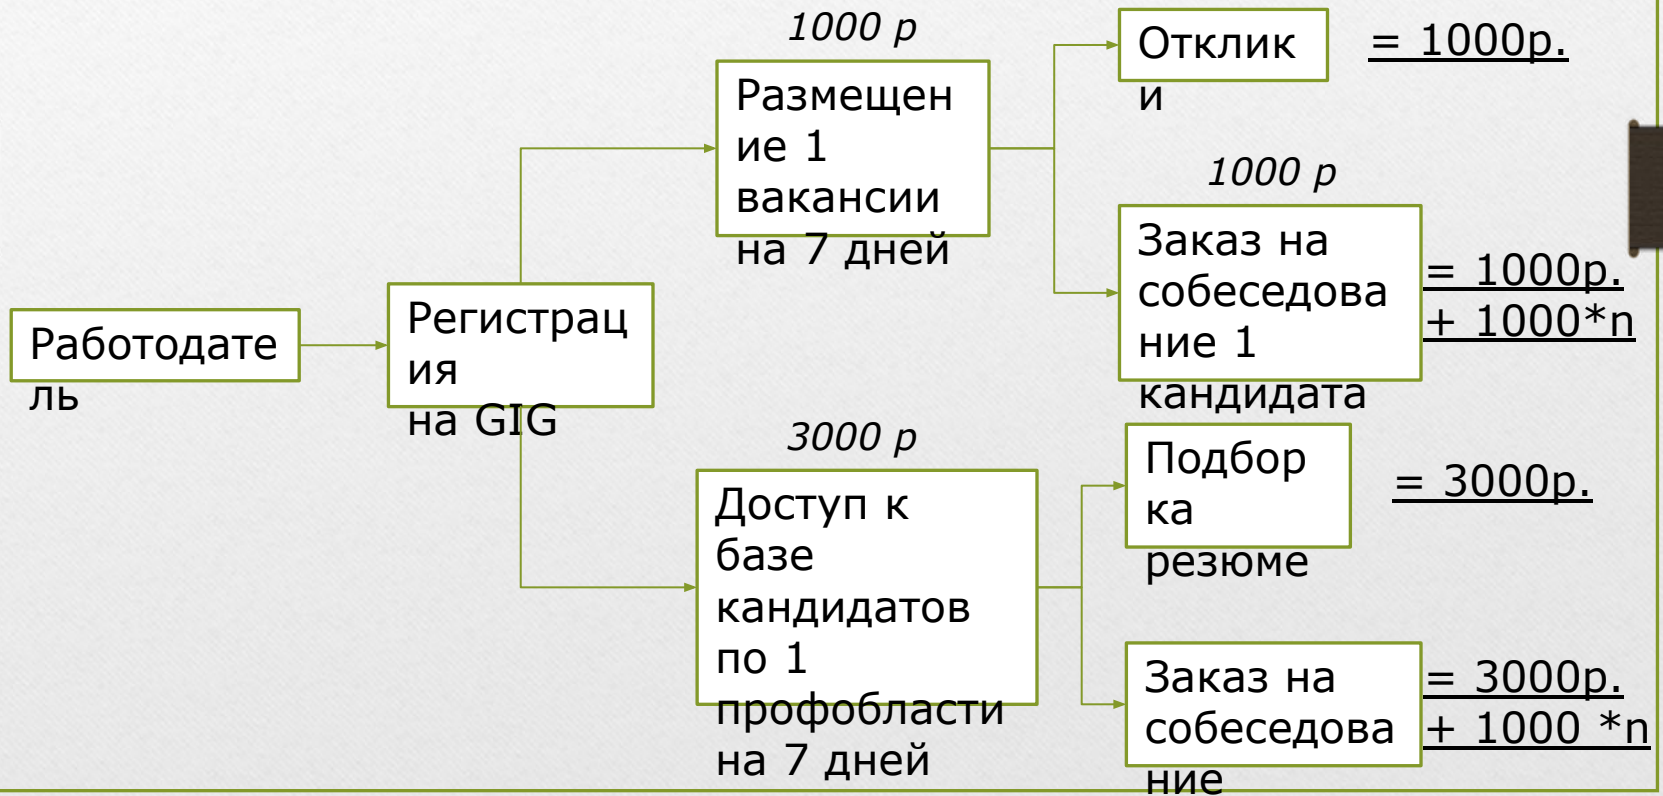 Работодате
ль
Регистрац
ия
на GIG
1000 р
Размещен
ие 1
вакансии
на 7 дней
Отклик
и
= 1000р.
1000 р
Заказ на
собеседова
ние 1
кандидата
= 1000р.
+ 1000*n
3000 р
Доступ к
базе
кандидатов
по 1
профобласти
на 7 дней
Подбор
ка
резюме
= 3000р.
Заказ на
собеседова
ние
= 3000р.
+ 1000 *n